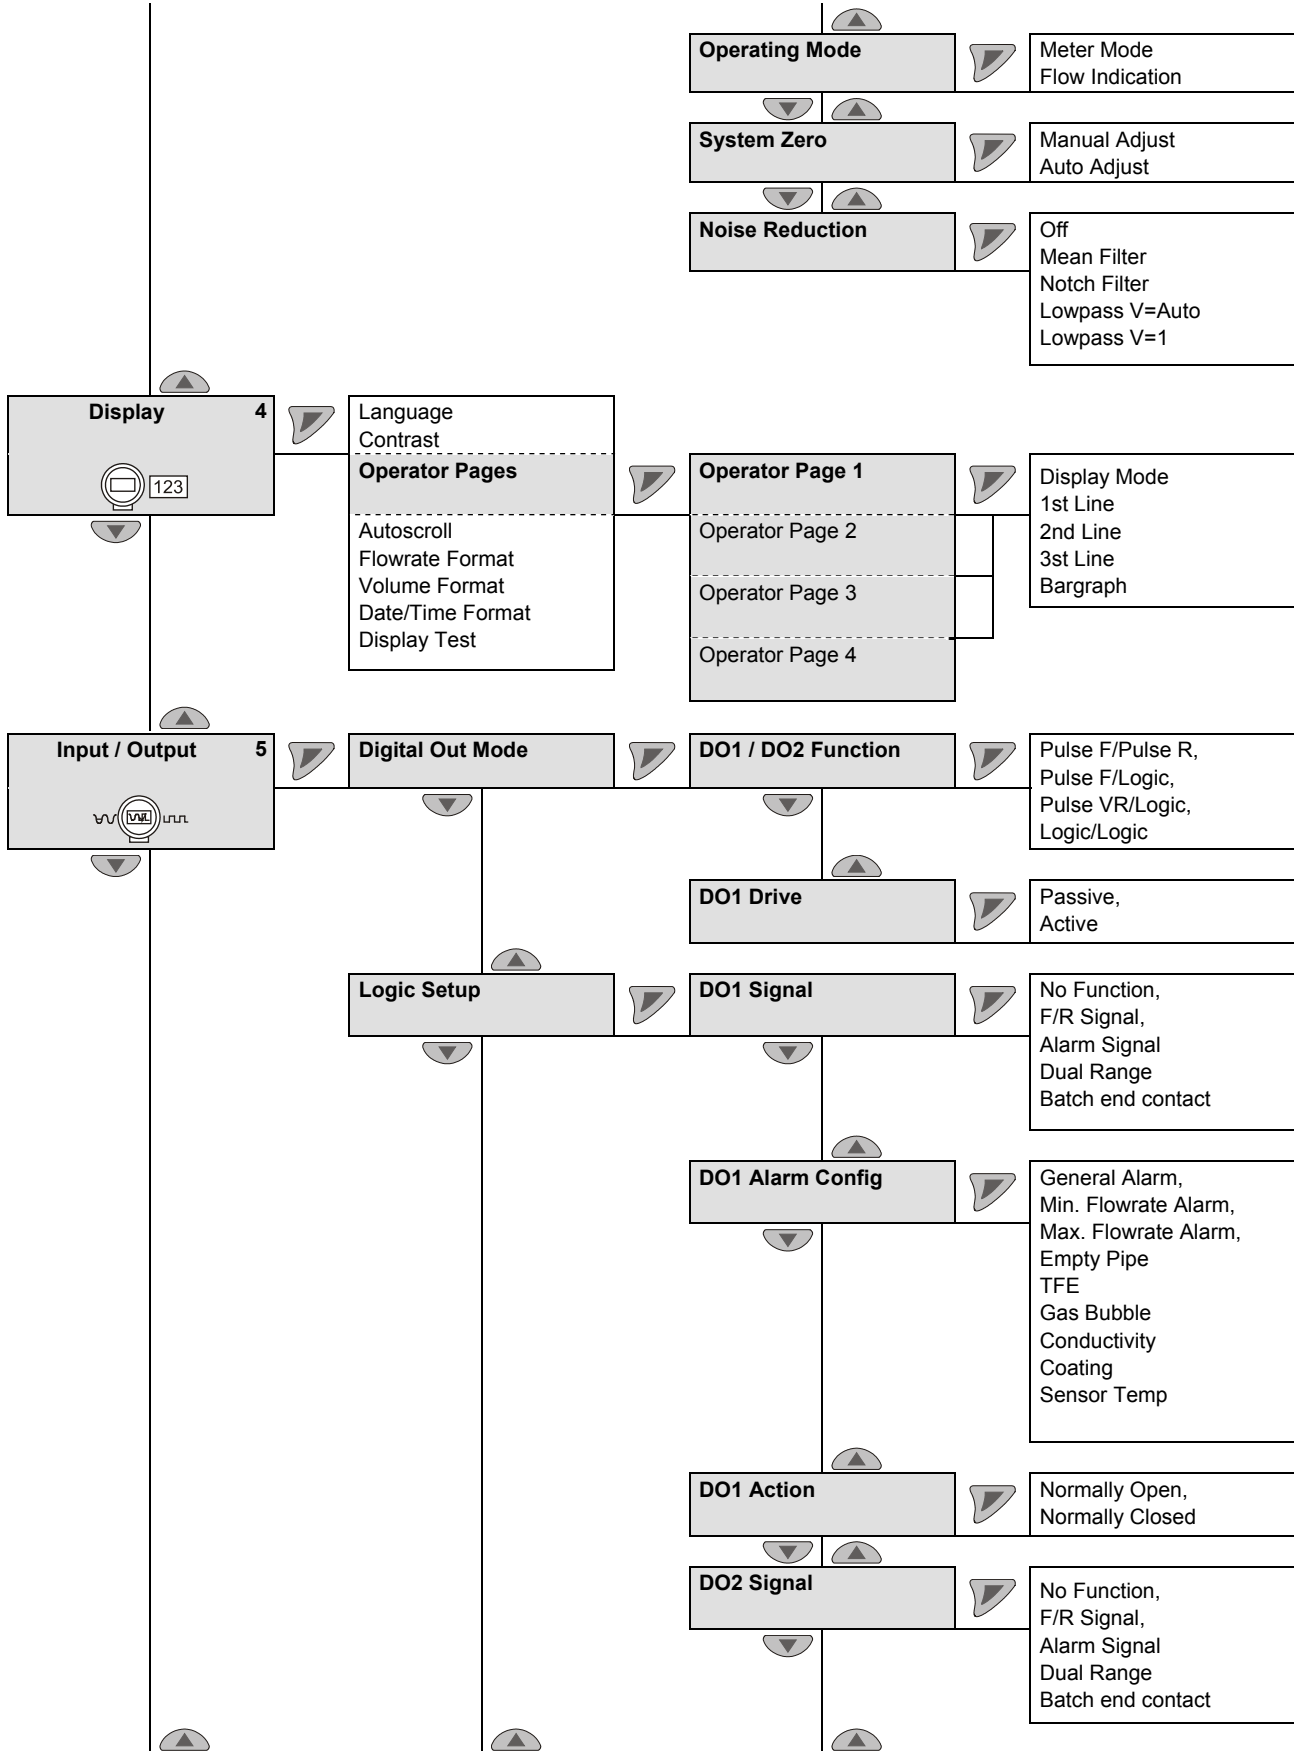 Operating Mode
Meter Mode
Flow Indication
System Zero
Manual Adjust
Auto Adjust
Noise Reduction
Off
Mean Filter
Notch Filter
Lowpass V=Auto
Lowpass V=1
Display 4
123
Language
Contrast
Operator Pages
Autoscroll
Flowrate Format
Volume Format
Date/Time Format
Display Test
Operator Page 1
Operator Page 2
Operator Page 3
Operator Page 4
Display Mode
1st Line
2nd Line
3st Line
Bargraph
Input / Output 5
Digital Out Mode
DO1 / DO2 Function
Pulse F/Pulse R,
Pulse F/Logic,
Pulse VR/Logic,
Logic/Logic
DO1 Drive
Passive,
Active
Logic Setup
DO1 Signal
No Function,
F/R Signal,
Alarm Signal
Dual Range
Batch end contact
DO1 Alarm Config
General Alarm,
Min. Flowrate Alarm,
Max. Flowrate Alarm,
Empty Pipe
TFE
Gas Bubble
Conductivity
Coating
Sensor Temp
DO1 Action
Normally Open,
Normally Closed
DO2 Signal
No Function,
F/R Signal,
Alarm Signal
Dual Range
Batch end contact